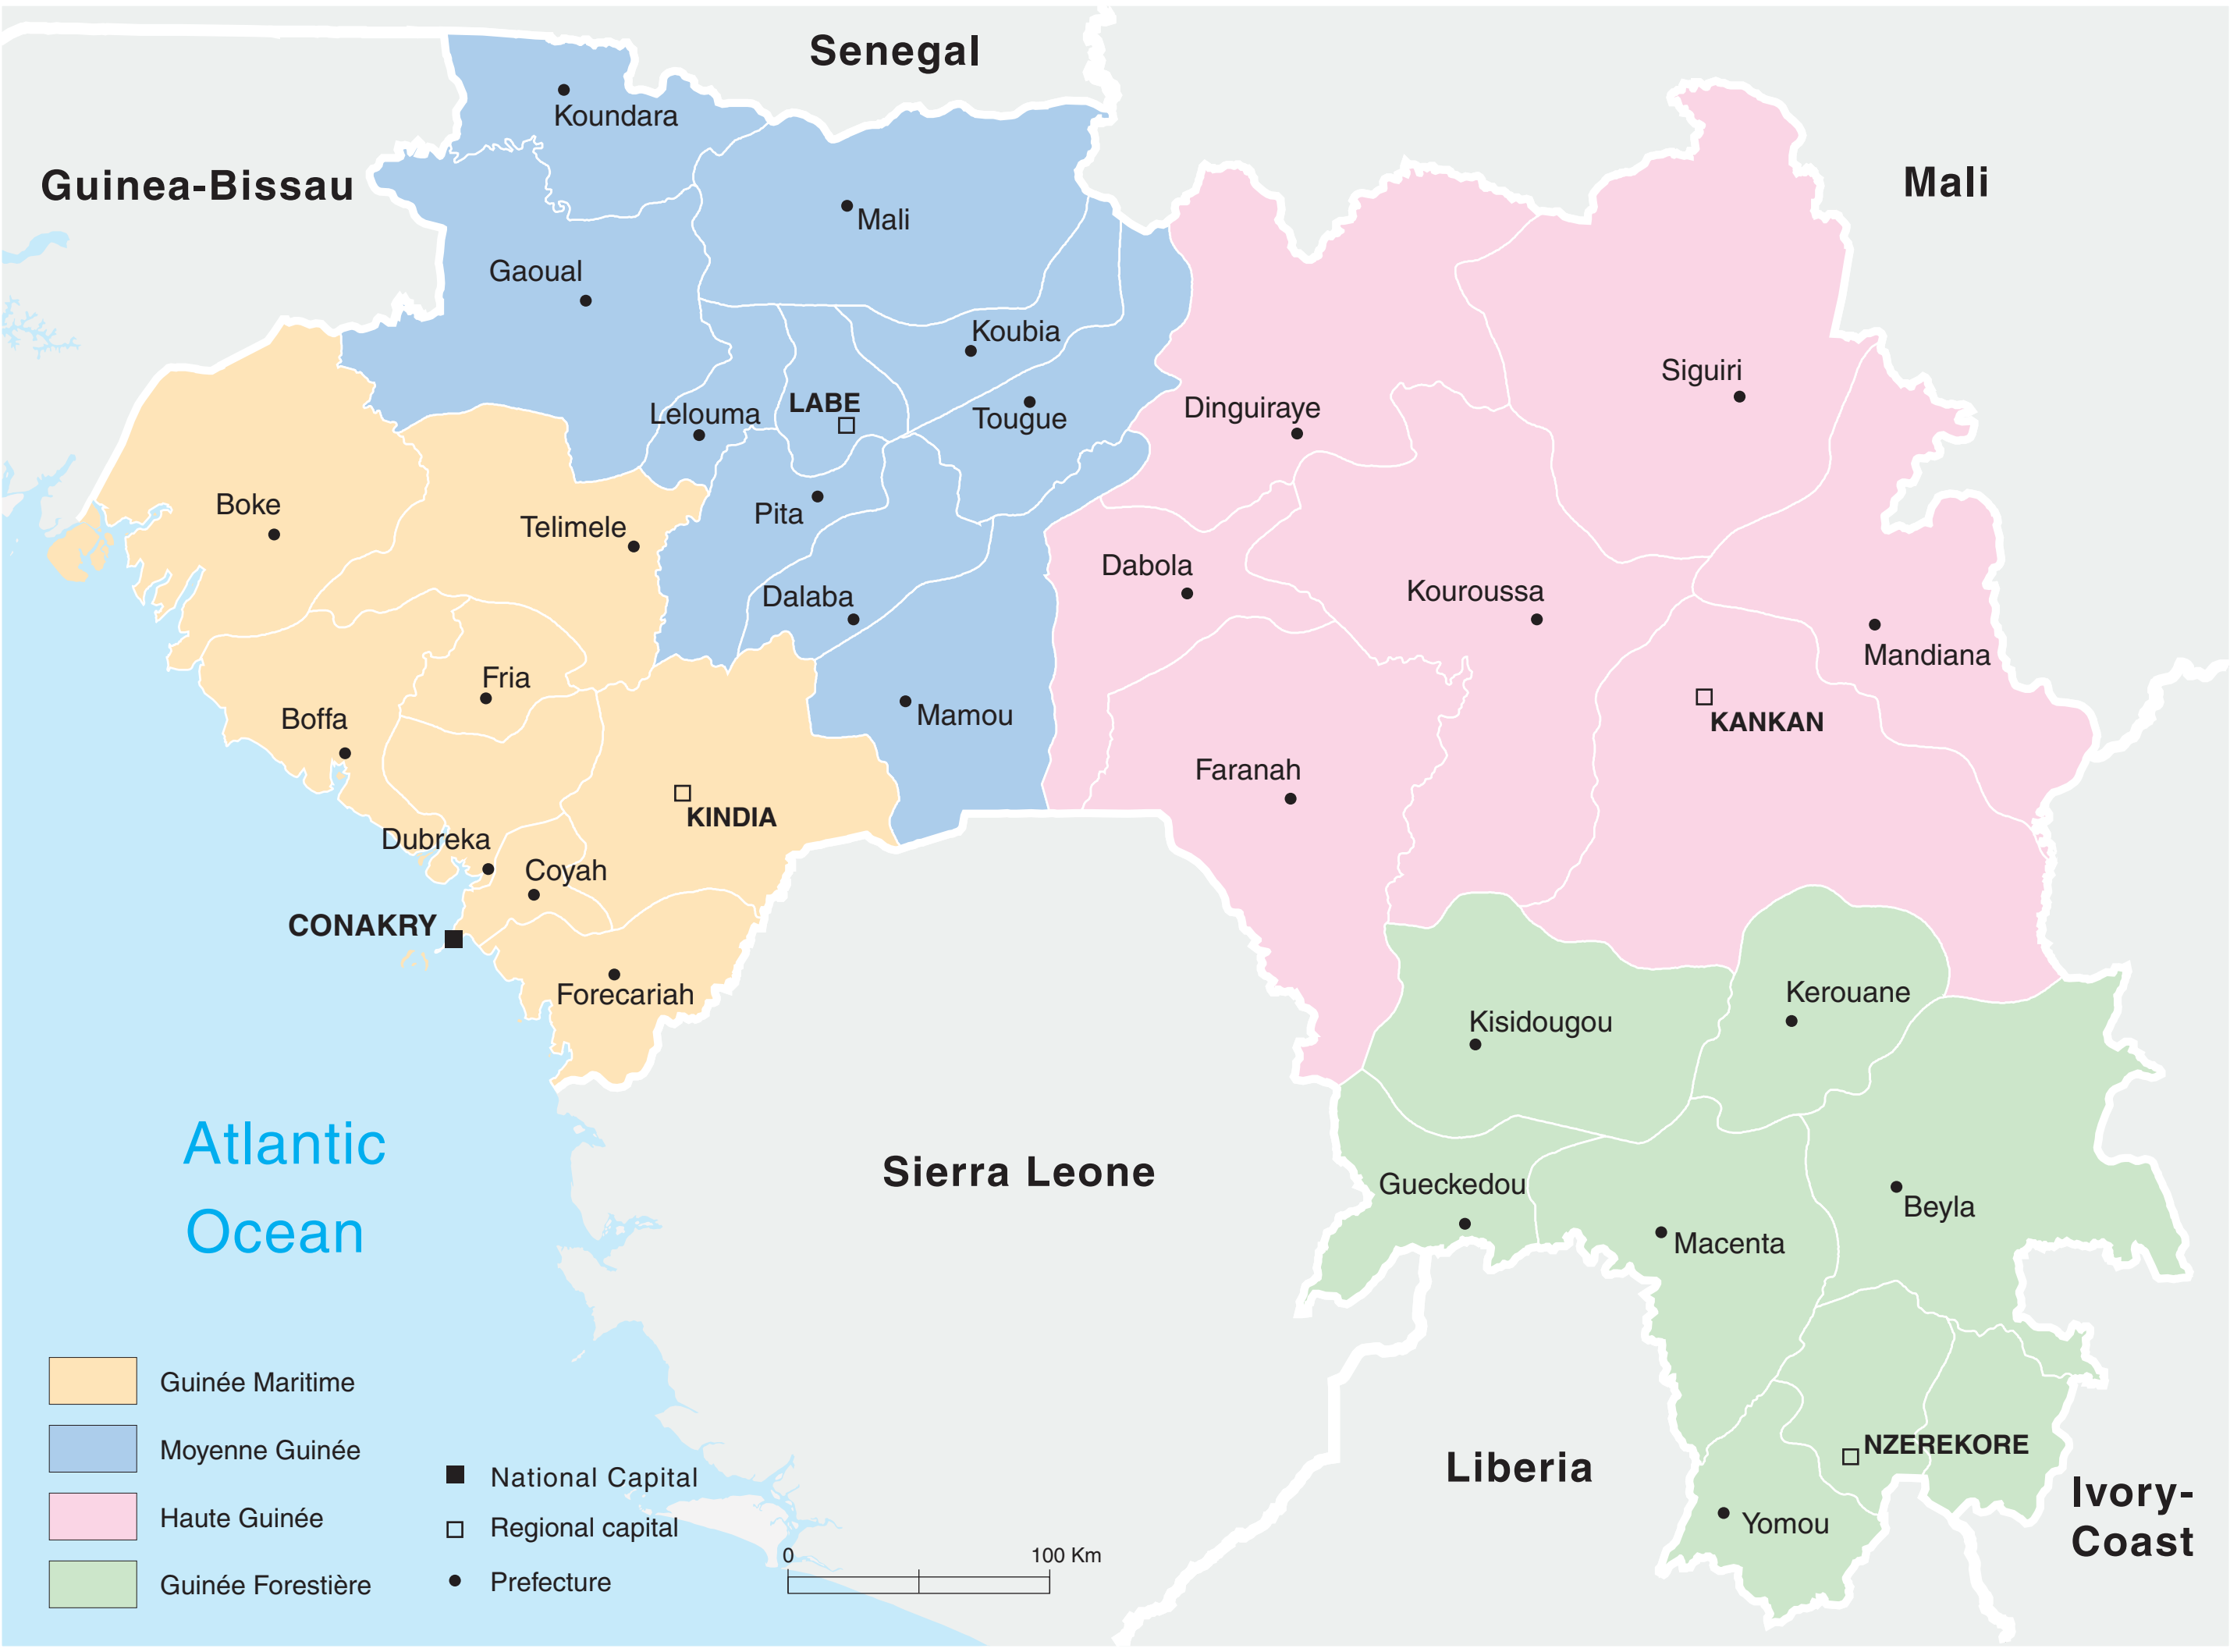 Senegal
Koundara
Guinea-Bissau
Mali
Mali
Gaoual
Koubia
Siguiri
LABE
Lelouma
Tougue
Dinguiraye
Boke
Pita
Telimele
Dabola
Kouroussa
Dalaba
Mandiana
Fria
Boffa
Mamou
KANKAN
Faranah
KINDIA
Dubreka
Coyah
CONAKRY
Forecariah
Kerouane
Kisidougou
Atlantic
Ocean
Sierra Leone
Gueckedou
Beyla
Macenta
Guinée Maritime
Moyenne Guinée
Haute Guinée
Guinée Forestière
National Capital
Regional capital
Prefecture
0 100 Km
Liberia
NZEREKORE
Yomou
Ivory-
Coast